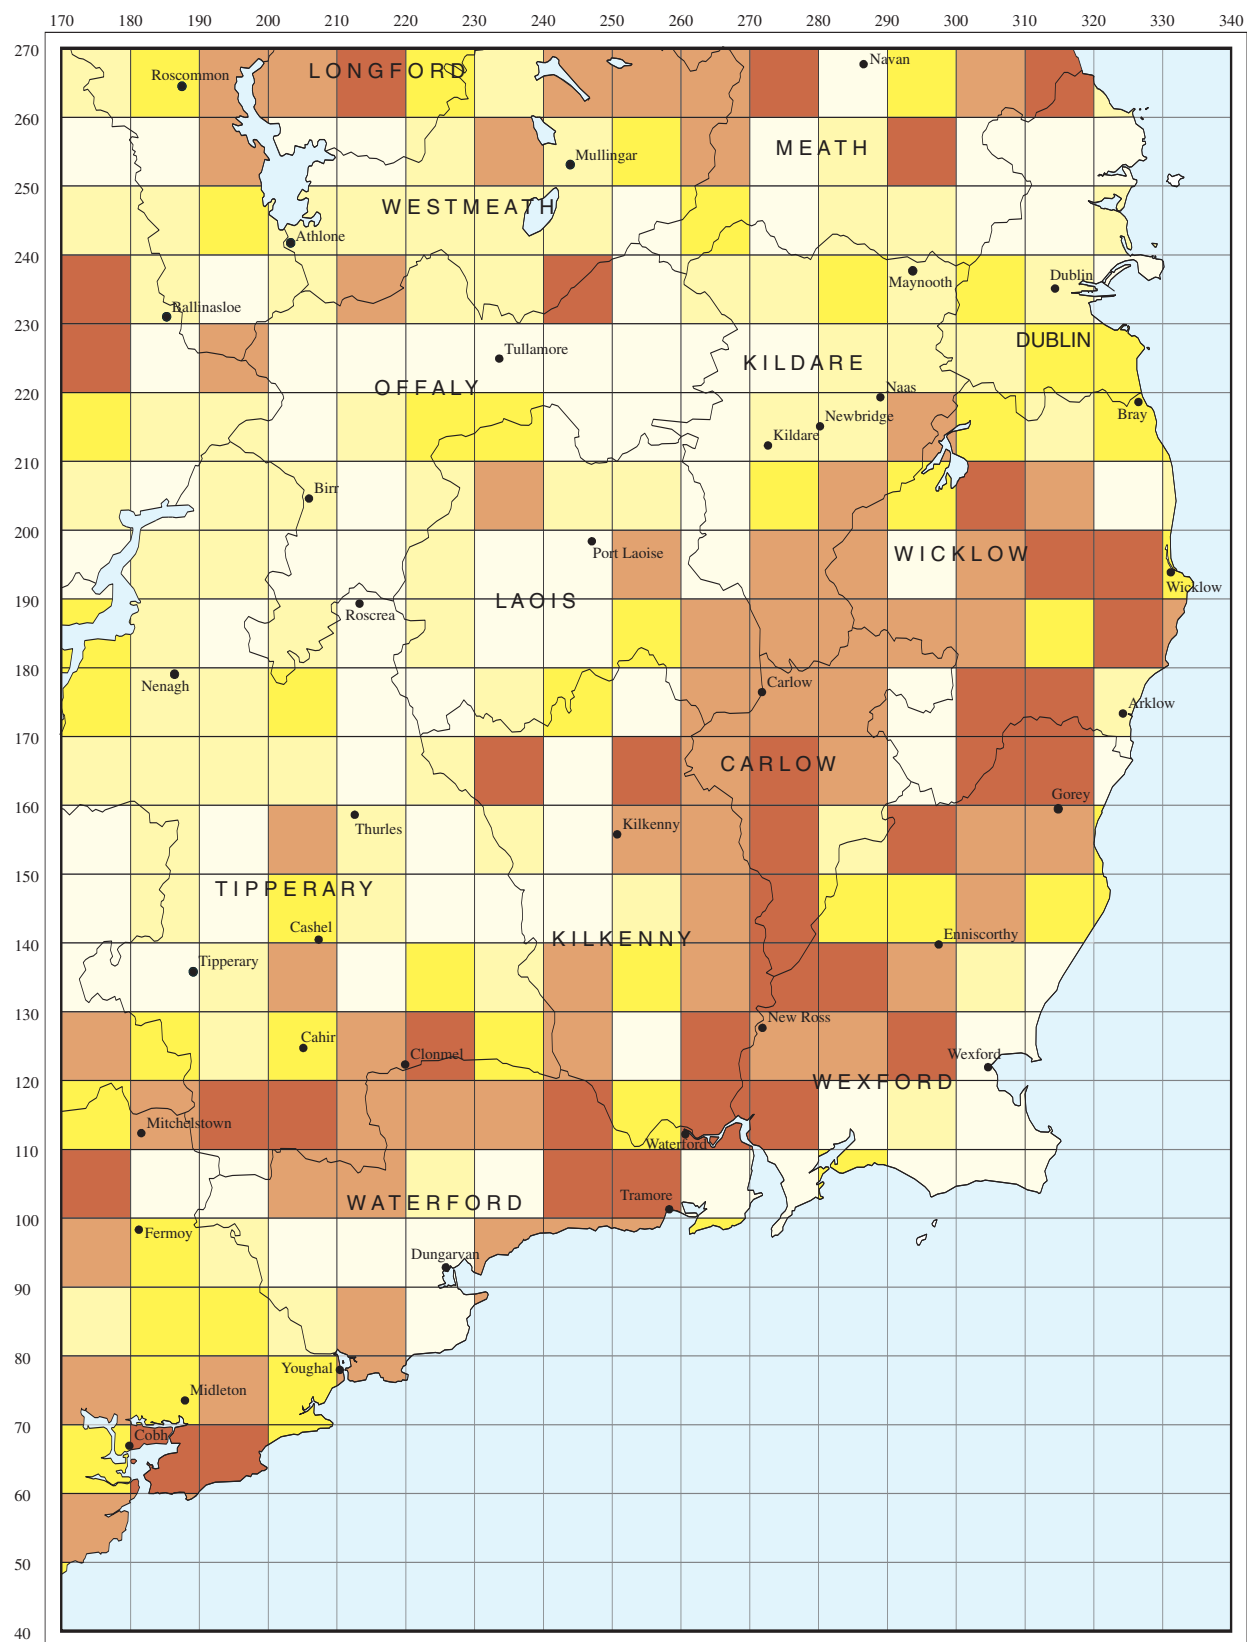 170 180 190 200 210 220 230 240 250 260 270 280 290 300 310 320 330 340
270
Navan
LONGFORD
Roscommon
260
MEATH
Mullingar
250
WESTMEATH
Athlone
240
Maynooth
Dublin
Ballinasloe
230
DUBLIN
Tullamore
KILDARE
OFFALY
Naas
220
Bray
Newbridge
Kildare
210
Birr
200
Port Laoise
WICKLOW
Wicklow
190
LAOIS
Roscrea
180
Nenagh
Carlow
Arklow
170
CARLOW
Gorey
160
Thurles
Kilkenny
150
TIPPERARY
Cashel
140
KILKENNY
Enniscorthy
Tipperary
130
New Ross
Cahir
Clonmel
Wexford
120
WEXFORD
Mitchelstown
Waterford
110
Tramore
WATERFORD
100
Fermoy
Dungarvan
90
80
Youghal
Midleton
70
Cobh
60
50
40